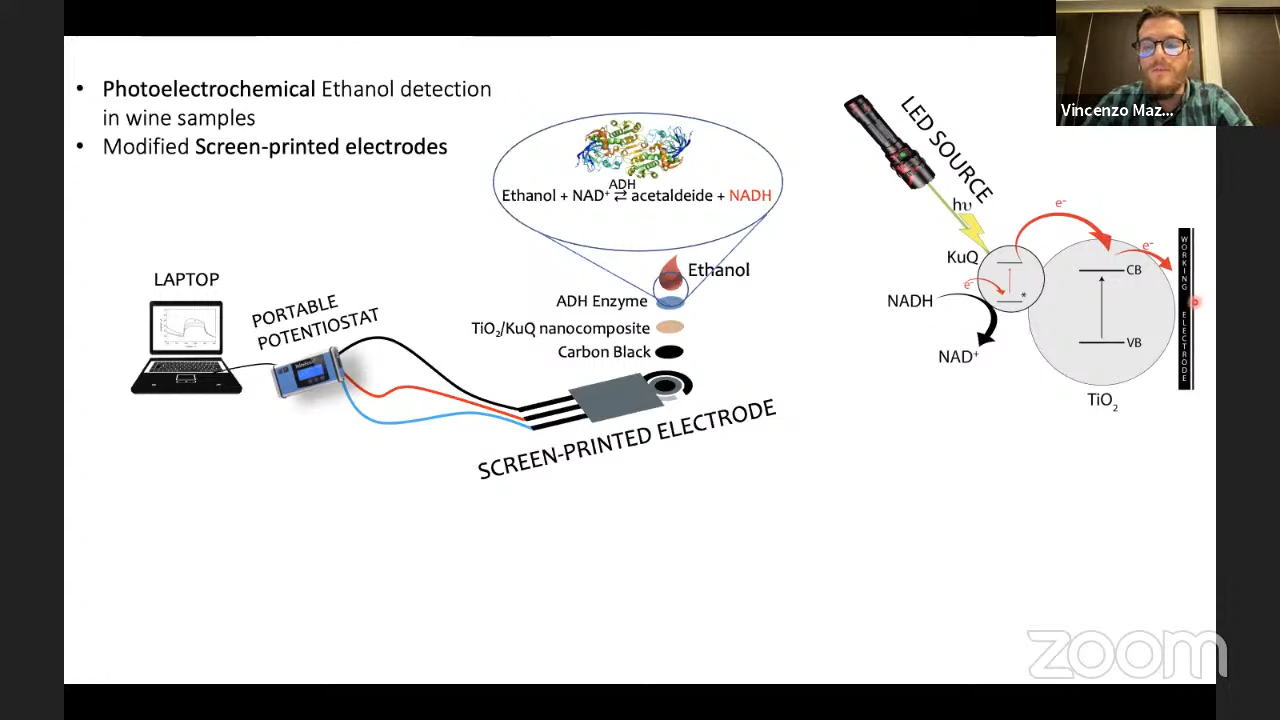 • Photoelectrochemical Ethanol detection
in wine samples
• Modified Screen-printed electrodes
ADH
Ethanol + NAD⁺ ⇄ acetaldeide + NADH
Ethanol
ADH Enzyme
TiO₂/KuQ nanocomposite
Carbon Black
LAPTOP
PORTABLE
POTENTIOSTAT
SCREEN-PRINTED ELECTRODE
LED SOURCE
hυ
e⁻
e⁻
KuQ
e⁻
*
CB
NADH
VB
NAD⁺
TiO₂
WORKING ELECTRODE
Vincenzo Maz...
zoom